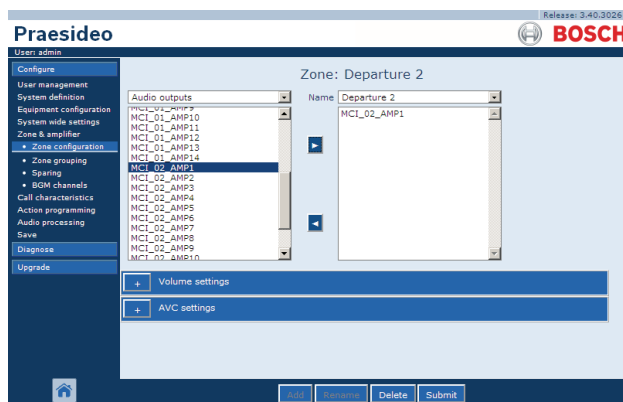 Release: 3.40.3026
Praesideo
BOSCH
User: admin
Configure
User management
System definition
Equipment configuration
System wide settings
Zone & amplifier
• Zone configuration
• Zone grouping
• Sparing
• BGM channels
Call characteristics
Action programming
Audio processing
Save
Diagnose
Upgrade
Zone: Departure 2
Audio outputs
MCI_01_AMP9
MCI_01_AMP10
MCI_01_AMP11
MCI_01_AMP12
MCI_01_AMP13
MCI_01_AMP14
MCI_02_AMP1
MCI_02_AMP2
MCI_02_AMP3
MCI_02_AMP4
MCI_02_AMP5
MCI_02_AMP6
MCI_02_AMP7
MCI_02_AMP8
MCI_02_AMP9
MCI_02_AMP10
Name Departure 2
MCI_02_AMP1
+ Volume settings
+ AVC settings
Add Rename Delete Submit